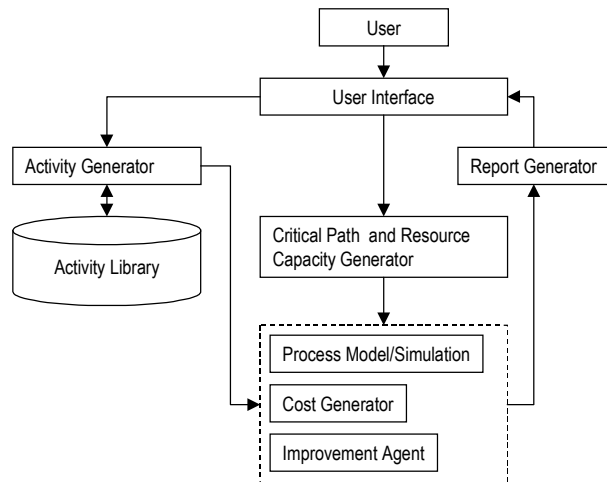 User
User Interface
Activity Generator
Report Generator
Activity Library
Critical Path and Resource
Capacity Generator
Process Model/Simulation
Cost Generator
Improvement Agent